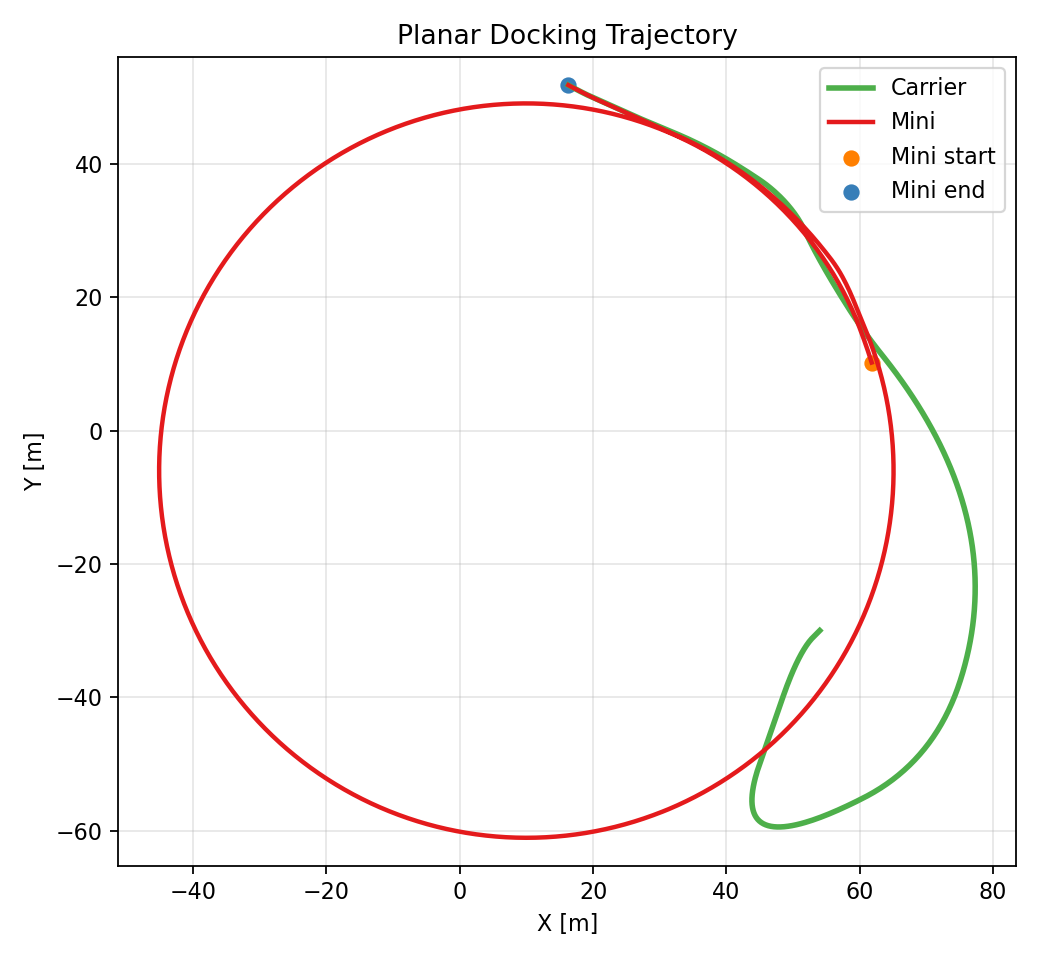 Planar Docking Trajectory
Carrier
Mini
Mini start
Mini end
40
20
0
−20
−40
−60
Y [m]
−40 −20 0 20 40 60 80
X [m]